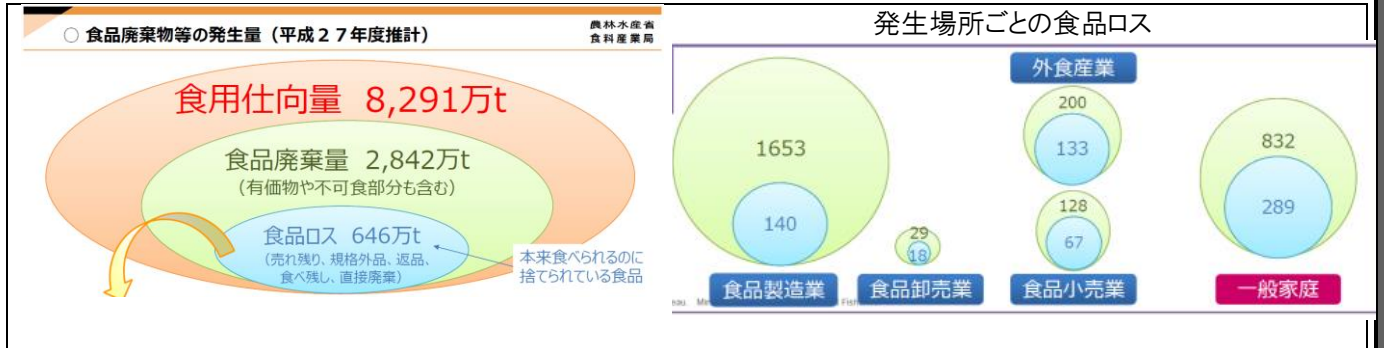 ○ 食品廃棄物等の発生量（平成２７年度推計）
農林水産省
食料産業局
食用仕向量 8,291万t
食品廃棄量 2,842万t
(有価物や不可食部分も含む)
食品ロス 646万t
(売れ残り、規格外品、返品、
食べ残し、直接廃棄)
本来食べられるのに
捨てられている食品
発生場所ごとの食品ロス
外食産業
1653
140
29
18
200
133
128
67
832
289
食品製造業
食品卸売業
食品小売業
一般家庭